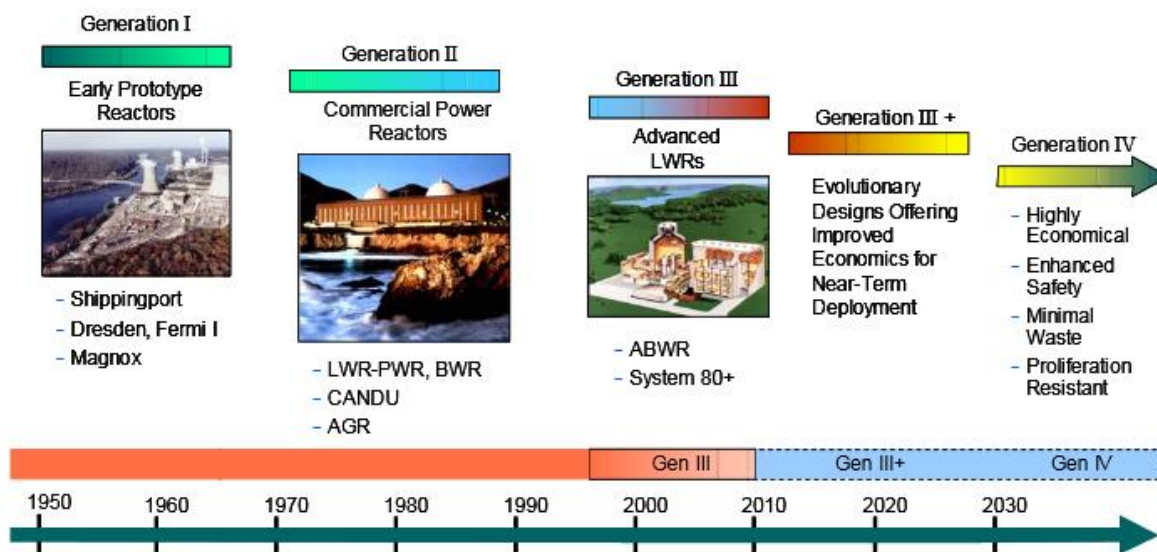 Generation I
Early Prototype
Reactors
- Shippingport
- Dresden, Fermi I
- Magnox
Generation II
Commercial Power
Reactors
- LWR-PWR, BWR
- CANDU
- AGR
Generation III
Advanced
LWRs
- ABWR
- System 80+
Generation III +
Evolutionary
Designs Offering
Improved
Economics for
Near-Term
Deployment
Generation IV
- Highly
Economical
- Enhanced
Safety
- Minimal
Waste
- Proliferation
Resistant
Gen III
Gen III+
Gen IV
1950
1960
1970
1980
1990
2000
2010
2020
2030